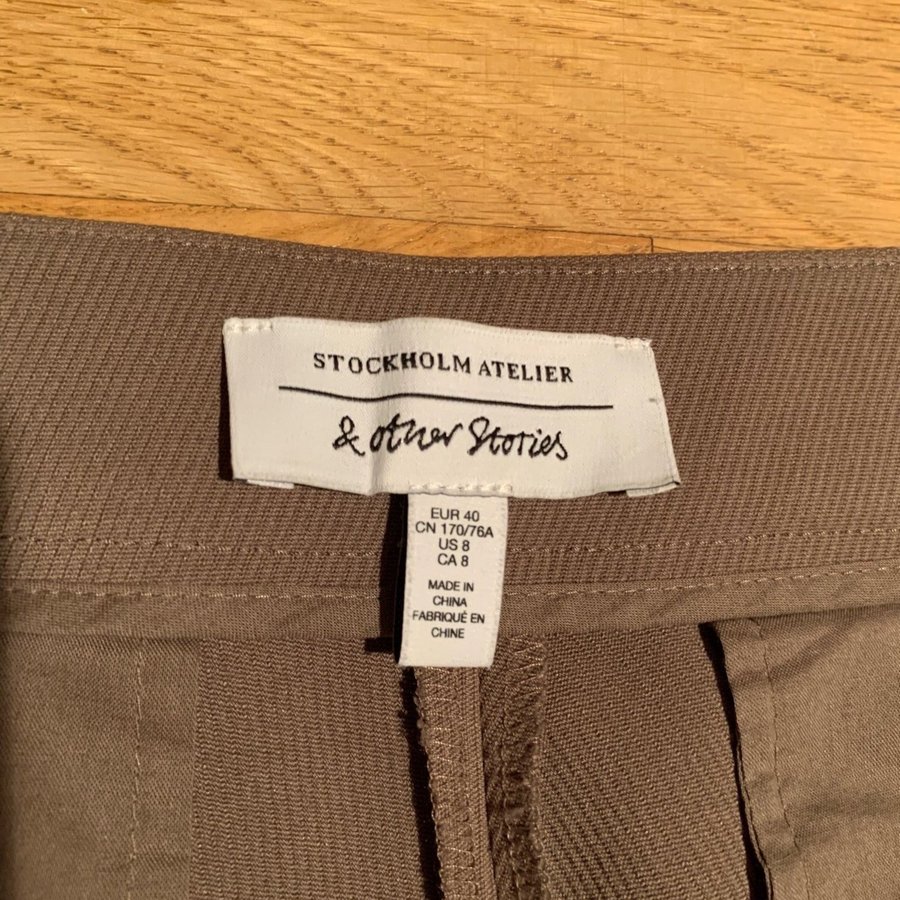 STOCKHOLM ATELIER
& other Stories
EUR 40
CN 170/76A
US 8
CA 8
MADE IN
CHINA
FABRIQUÉ EN
CHINE